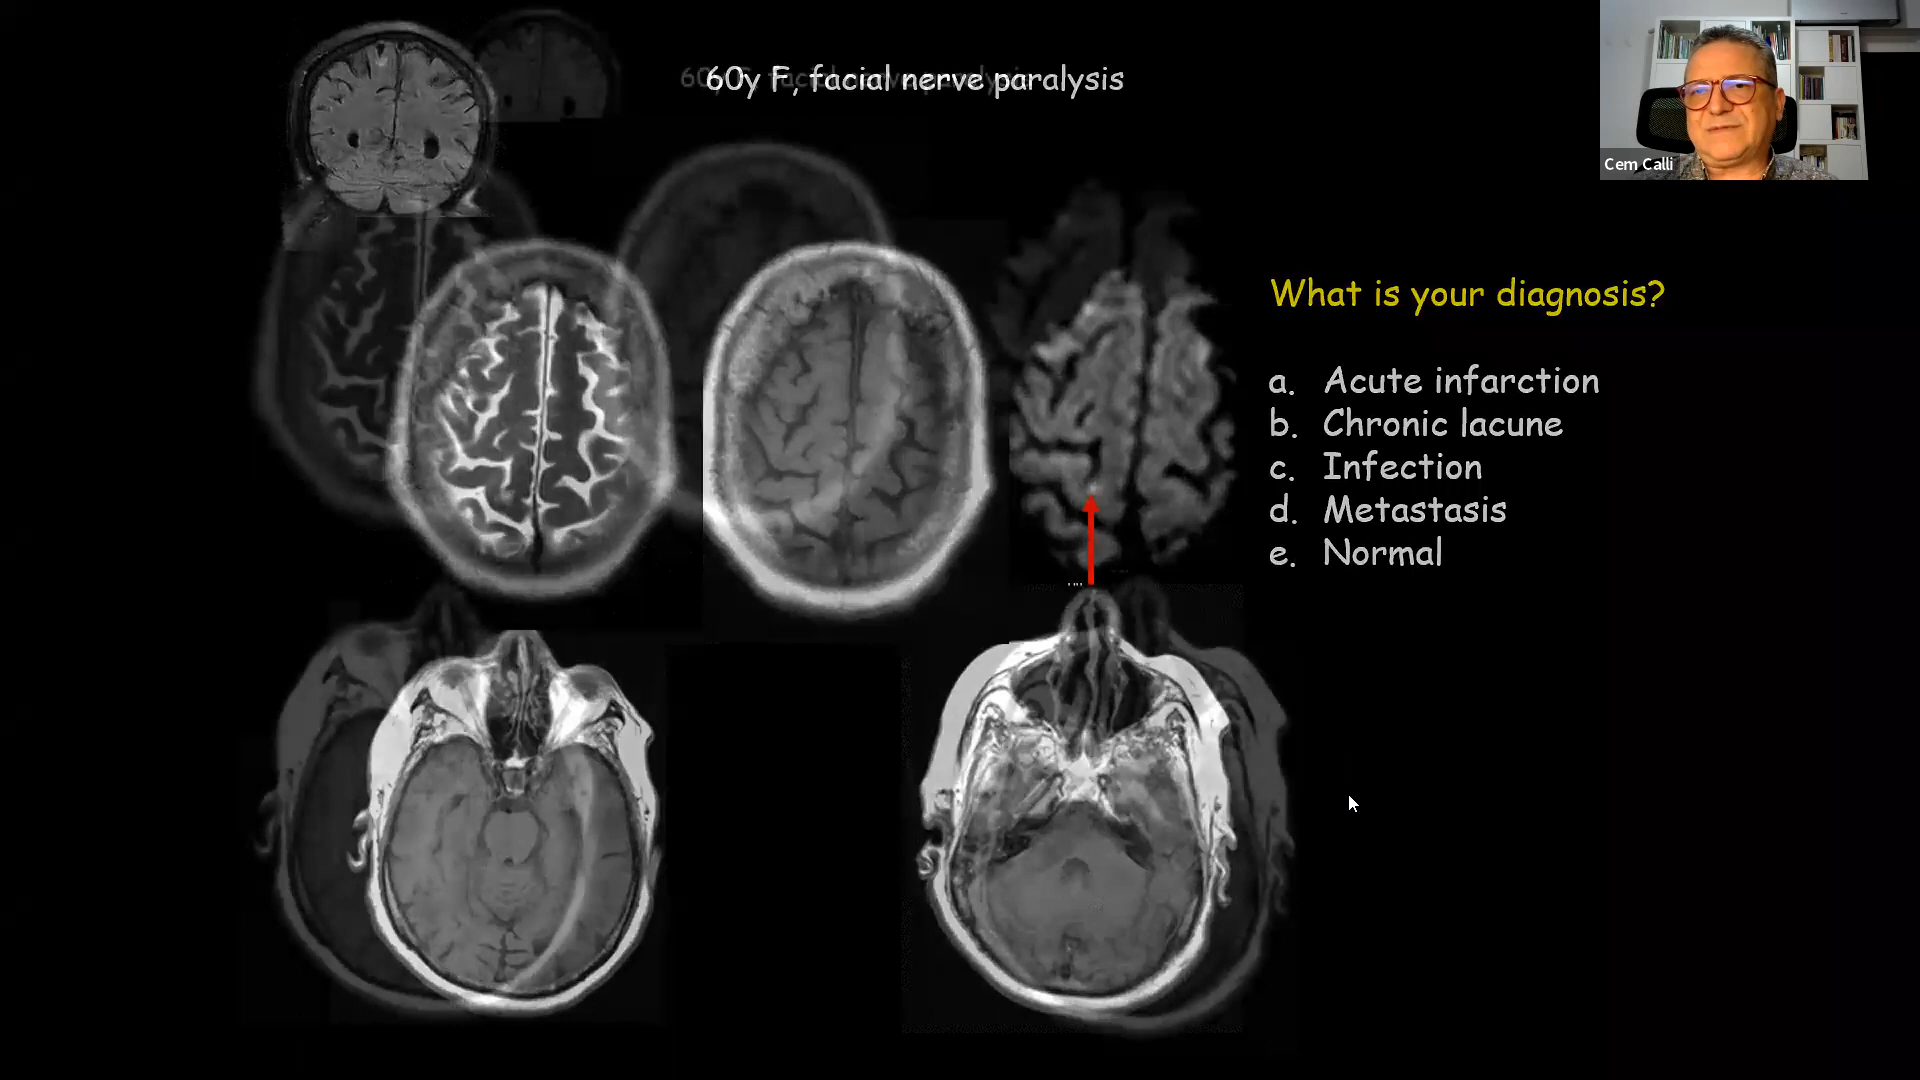 60y F, facial nerve paralysis
Cem Calli
What is your diagnosis?
a. Acute infarction
b. Chronic lacune
c. Infection
d. Metastasis
e. Normal